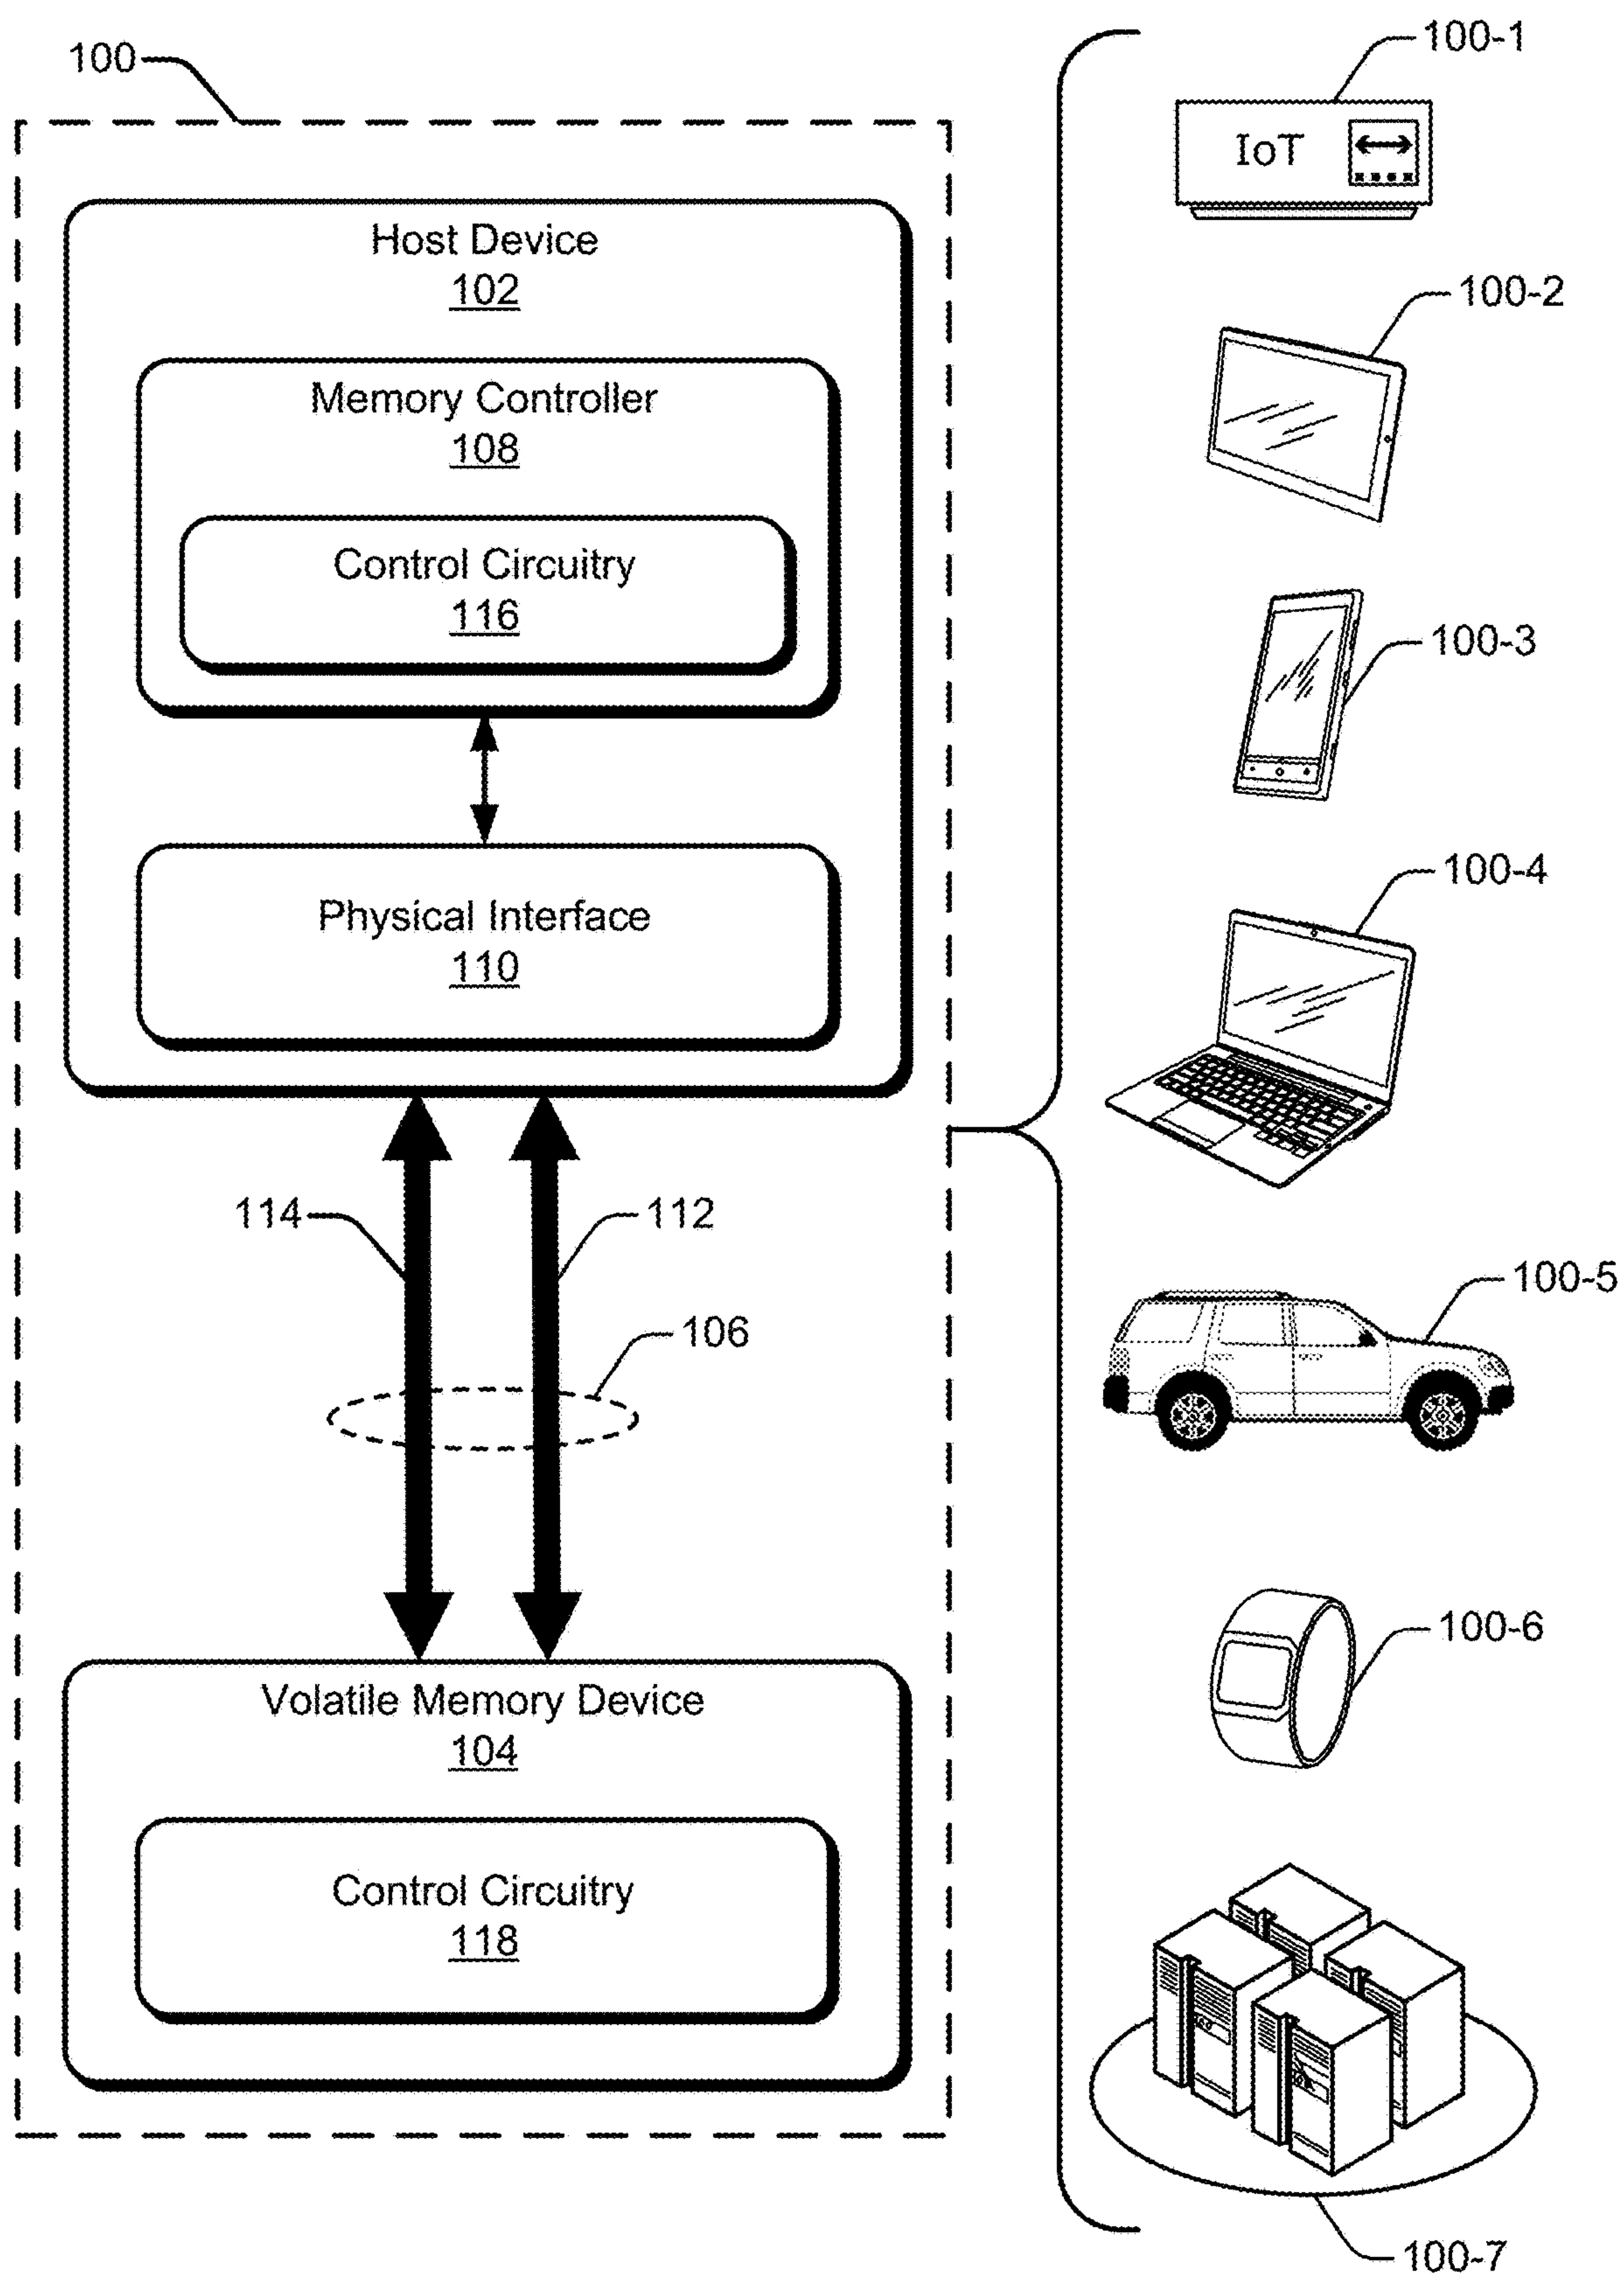 100
Host Device
102
Memory Controller
108
Control Circuitry
116
Physical Interface
110
114
112
106
Volatile Memory Device
104
Control Circuitry
118
100-1
IoT
100-2
100-3
100-4
100-5
100-6
100-7